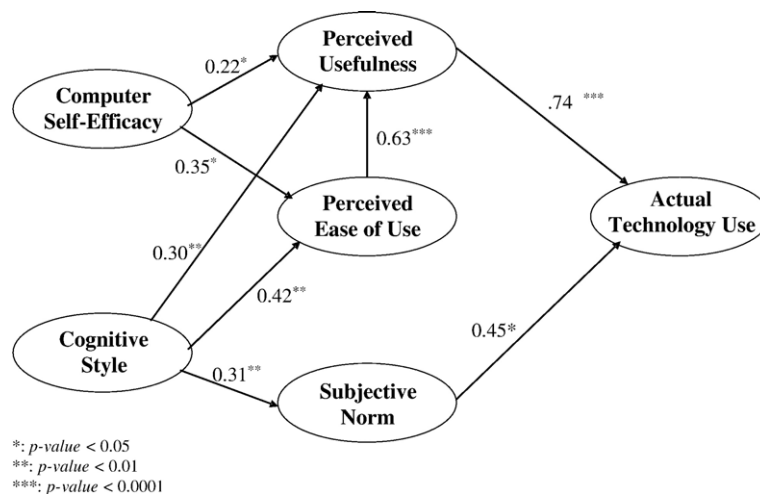 Perceived
Usefulness
0.22*
Computer
Self-Efficacy
.74 ***
0.63***
0.35*
Perceived
Ease of Use
Actual
Technology Use
0.30**
0.42**
Cognitive
Style
0.45*
0.31**
Subjective
Norm
*: p-value < 0.05
**: p-value < 0.01
***: p-value < 0.0001